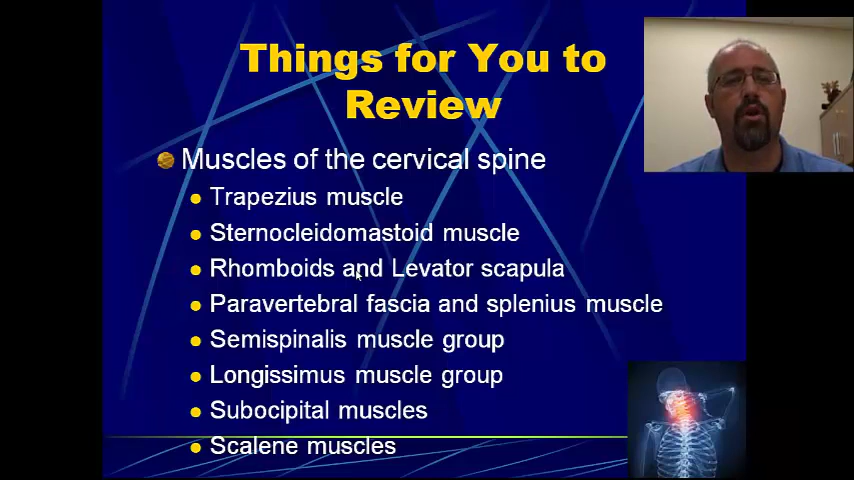 Things for You to
Review
Muscles of the cervical spine
Trapezius muscle
Sternocleidomastoid muscle
Rhomboids and Levator scapula
Paravertebral fascia and splenius muscle
Semispinalis muscle group
Longissimus muscle group
Subocipital muscles
Scalene muscles